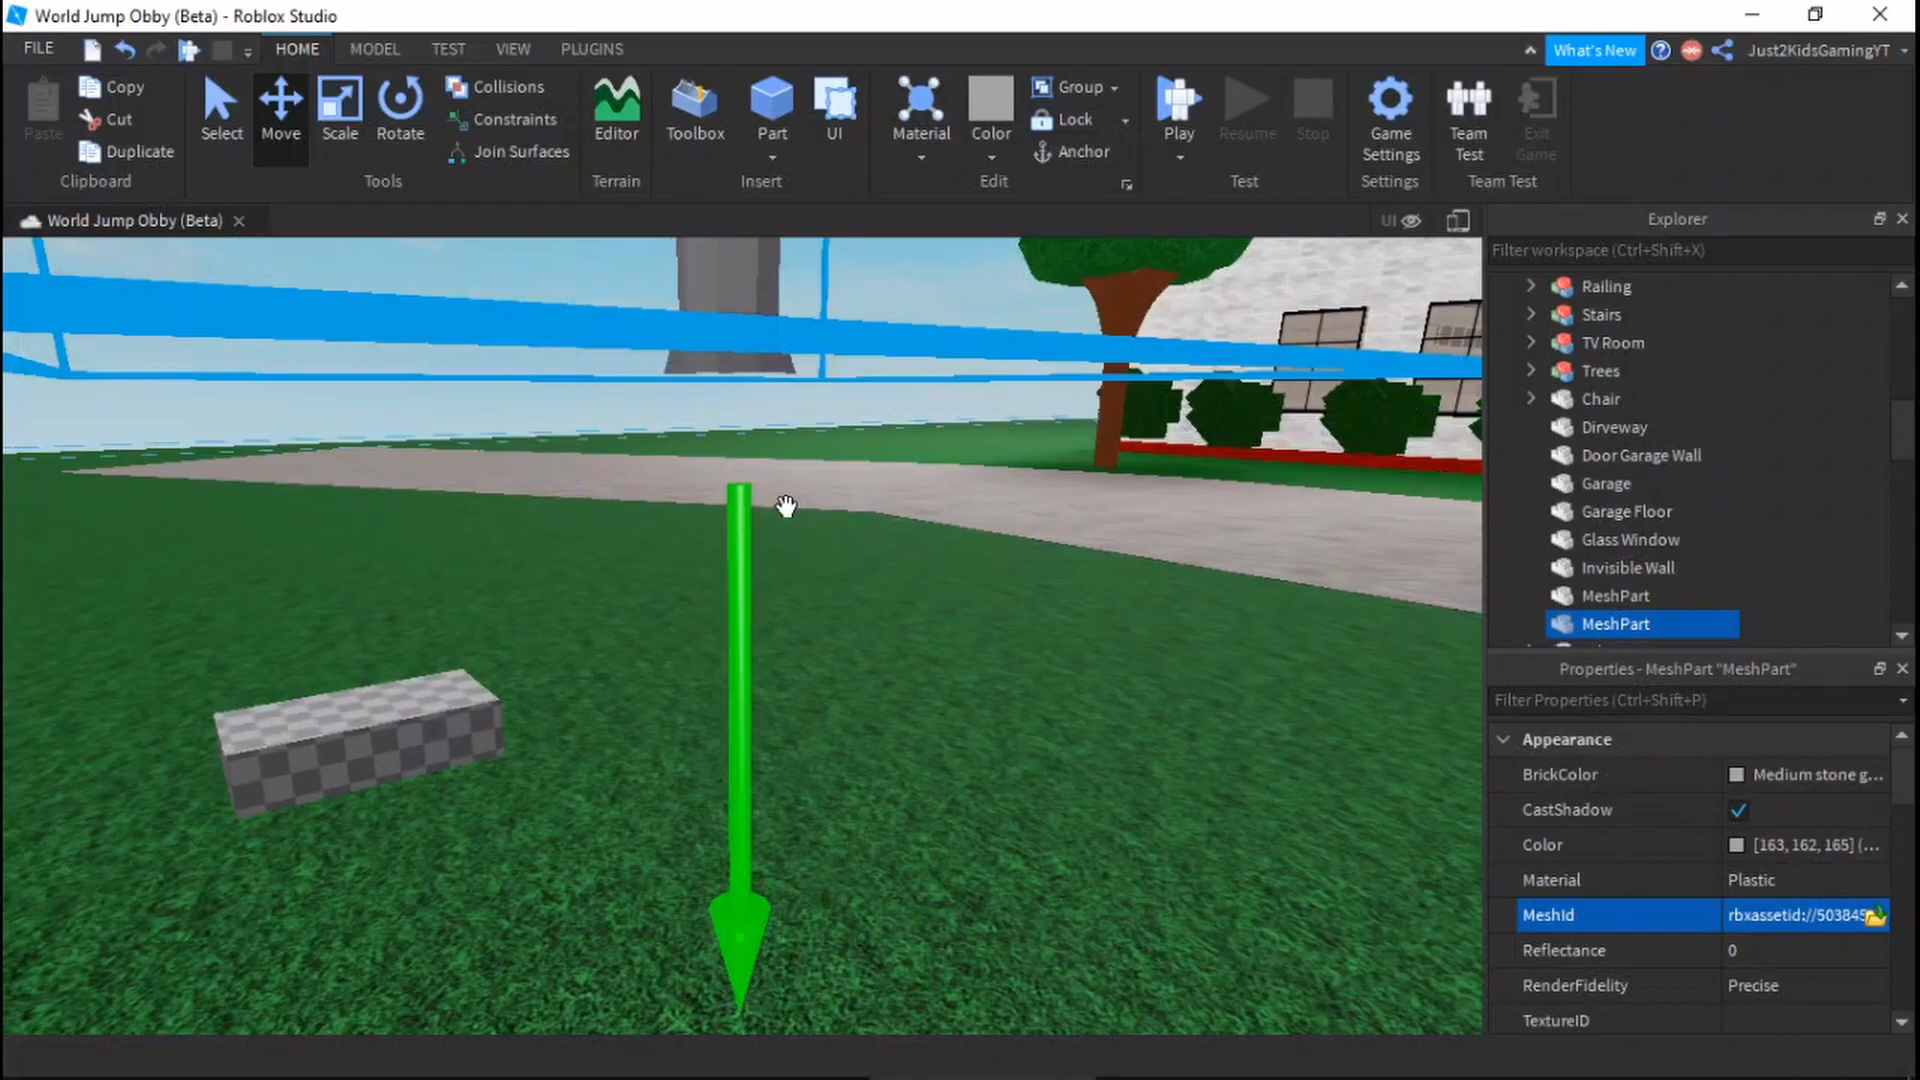 World Jump Obby (Beta) - Roblox Studio
FILE HOME MODEL TEST VIEW PLUGINS What's New Just2KidsGamingYT
Paste
Copy
Cut
Duplicate
Clipboard
Select
Move
Scale
Rotate
Collisions
Constraints
Join Surfaces
Tools
Editor
Terrain
Toolbox
Part
UI
Insert
Material
Color
Group
Lock
Anchor
Edit
Play
Resume
Stop
Test
Game
Settings
Settings
Team
Test
Exit
Game
Team Test
World Jump Obby (Beta)
UI
Explorer
Filter workspace (Ctrl+Shift+X)
Railing
Stairs
TV Room
Trees
Chair
Dirveway
Door Garage Wall
Garage
Garage Floor
Glass Window
Invisible Wall
MeshPart
MeshPart
Properties - MeshPart "MeshPart"
Filter Properties (Ctrl+Shift+P)
Appearance
BrickColor Medium stone g...
CastShadow
Color [163, 162, 165] (...
Material Plastic
MeshId rbxassetid://503845
Reflectance 0
RenderFidelity Precise
TextureID